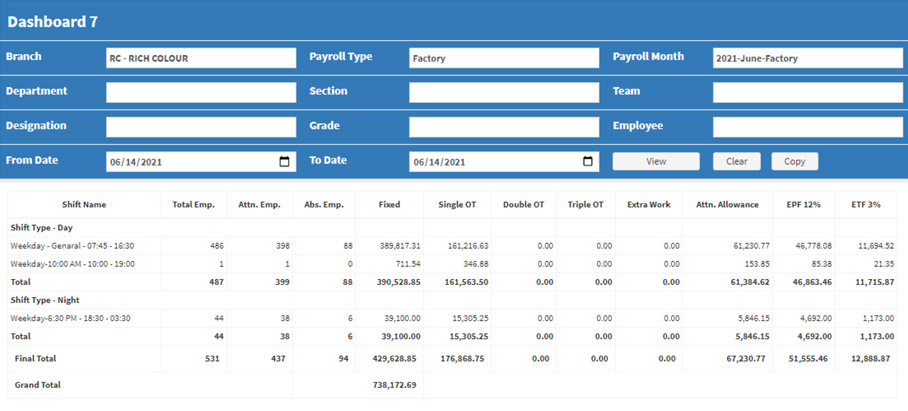 Dashboard 7
Branch RC - RICH COLOUR Payroll Type Factory Payroll Month 2021-June-Factory
Department Section Team
Designation Grade Employee
From Date 06/14/2021 To Date 06/14/2021 View Clear Copy
Shift Name Total Emp. Attn. Emp. Abs. Emp. Fixed Single OT Double OT Triple OT Extra Work Attn. Allowance EPF 12% ETF 3%
Shift Type - Day
Weekday - Genaral - 07:45 - 16:30 486 398 88 389,817.31 161,216.63 0.00 0.00 0.00 61,230.77 46,778.08 11,694.52
Weekday-10:00 AM - 10:00 - 19:00 1 1 0 711.54 346.88 0.00 0.00 0.00 153.85 85.38 21.35
Total 487 399 88 390,528.85 161,563.50 0.00 0.00 0.00 61,384.62 46,863.46 11,715.87
Shift Type - Night
Weekday-6:30 PM - 18:30 - 03:30 44 38 6 39,100.00 15,305.25 0.00 0.00 0.00 5,846.15 4,692.00 1,173.00
Total 44 38 6 39,100.00 15,305.25 0.00 0.00 0.00 5,846.15 4,692.00 1,173.00
Final Total 531 437 94 429,628.85 176,868.75 0.00 0.00 0.00 67,230.77 51,555.46 12,888.87
Grand Total 738,172.69